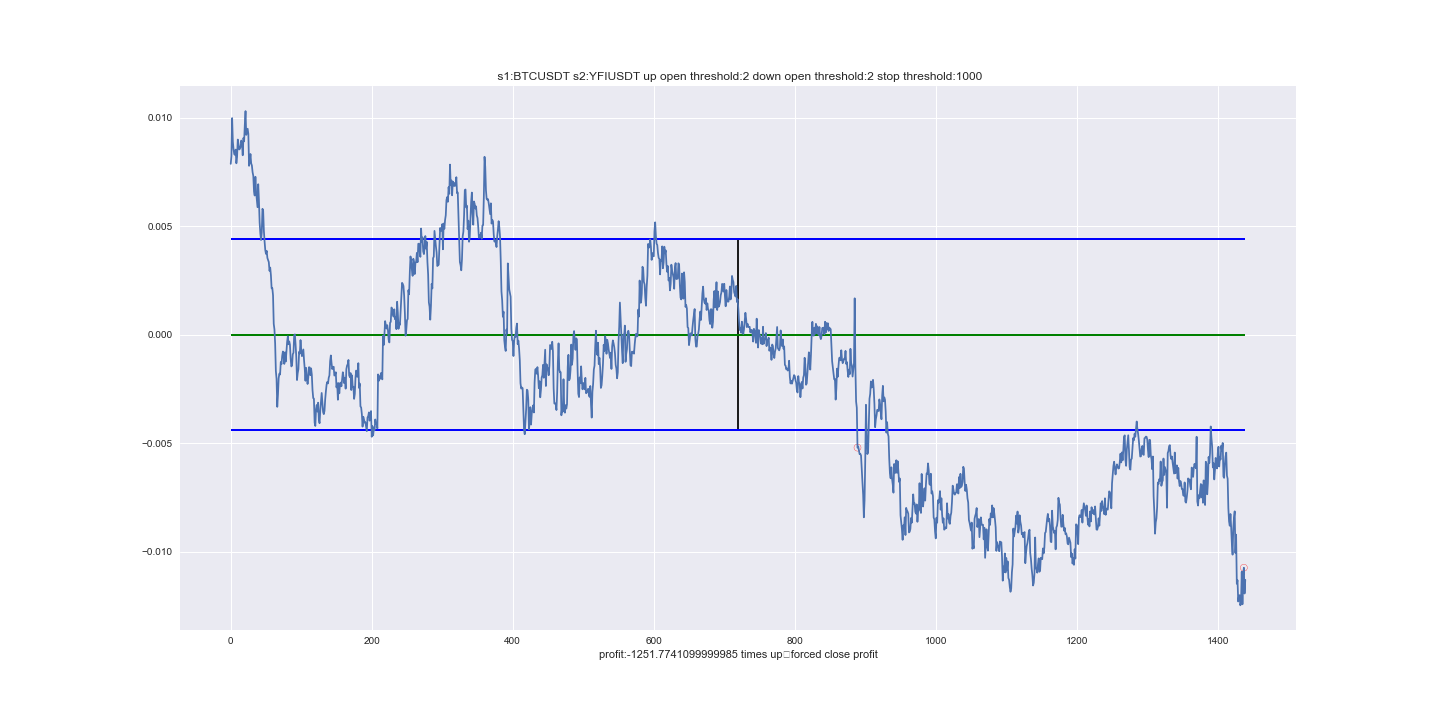 s1:BTCUSDT s2:YFIUSDT up open threshold:2 down open threshold:2 stop threshold:1000
0.010
0.005
0.000
−0.005
−0.010
0 200 400 600 800 1000 1200 1400
profit:-1251.7741099999985 times up□forced close profit